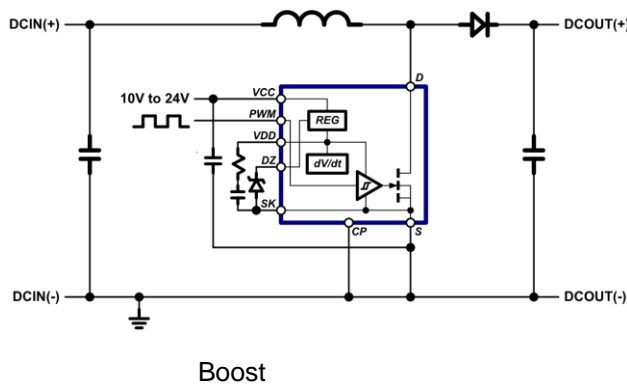 DCIN(+)
DCOUT(+)
D
VCC
10V to 24V
PWM
REG
VDD
DZ
dV/dt
SK
CP
S
DCIN(-)
DCOUT(-)
Boost